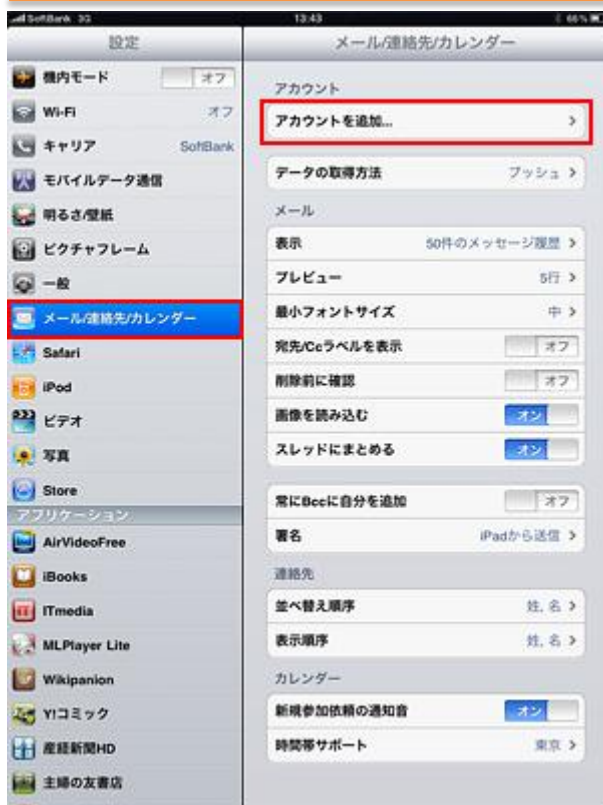 SoftBank 3G 13:43 66%
設定
機内モード オフ
Wi-Fi オフ
キャリア SoftBank
モバイルデータ通信
明るさ/壁紙
ピクチャフレーム
一般
メール/連絡先/カレンダー
Safari
iPod
ビデオ
写真
Store
アプリケーション
AirVideoFree
iBooks
ITmedia
MLPlayer Lite
Wikipanion
Y!コミック
産経新聞HD
主婦の友書店
メール/連絡先/カレンダー
アカウント
アカウントを追加...
データの取得方法 プッシュ
メール
表示 50件のメッセージ履歴
プレビュー 5行
最小フォントサイズ 中
宛先/Ccラベルを表示 オフ
削除前に確認 オフ
画像を読み込む オン
スレッドにまとめる オン
常にBccに自分を追加 オフ
署名 iPadから送信
連絡先
並べ替え順序 姓, 名
表示順序 姓, 名
カレンダー
新規参加依頼の通知音 オン
時間帯サポート 東京